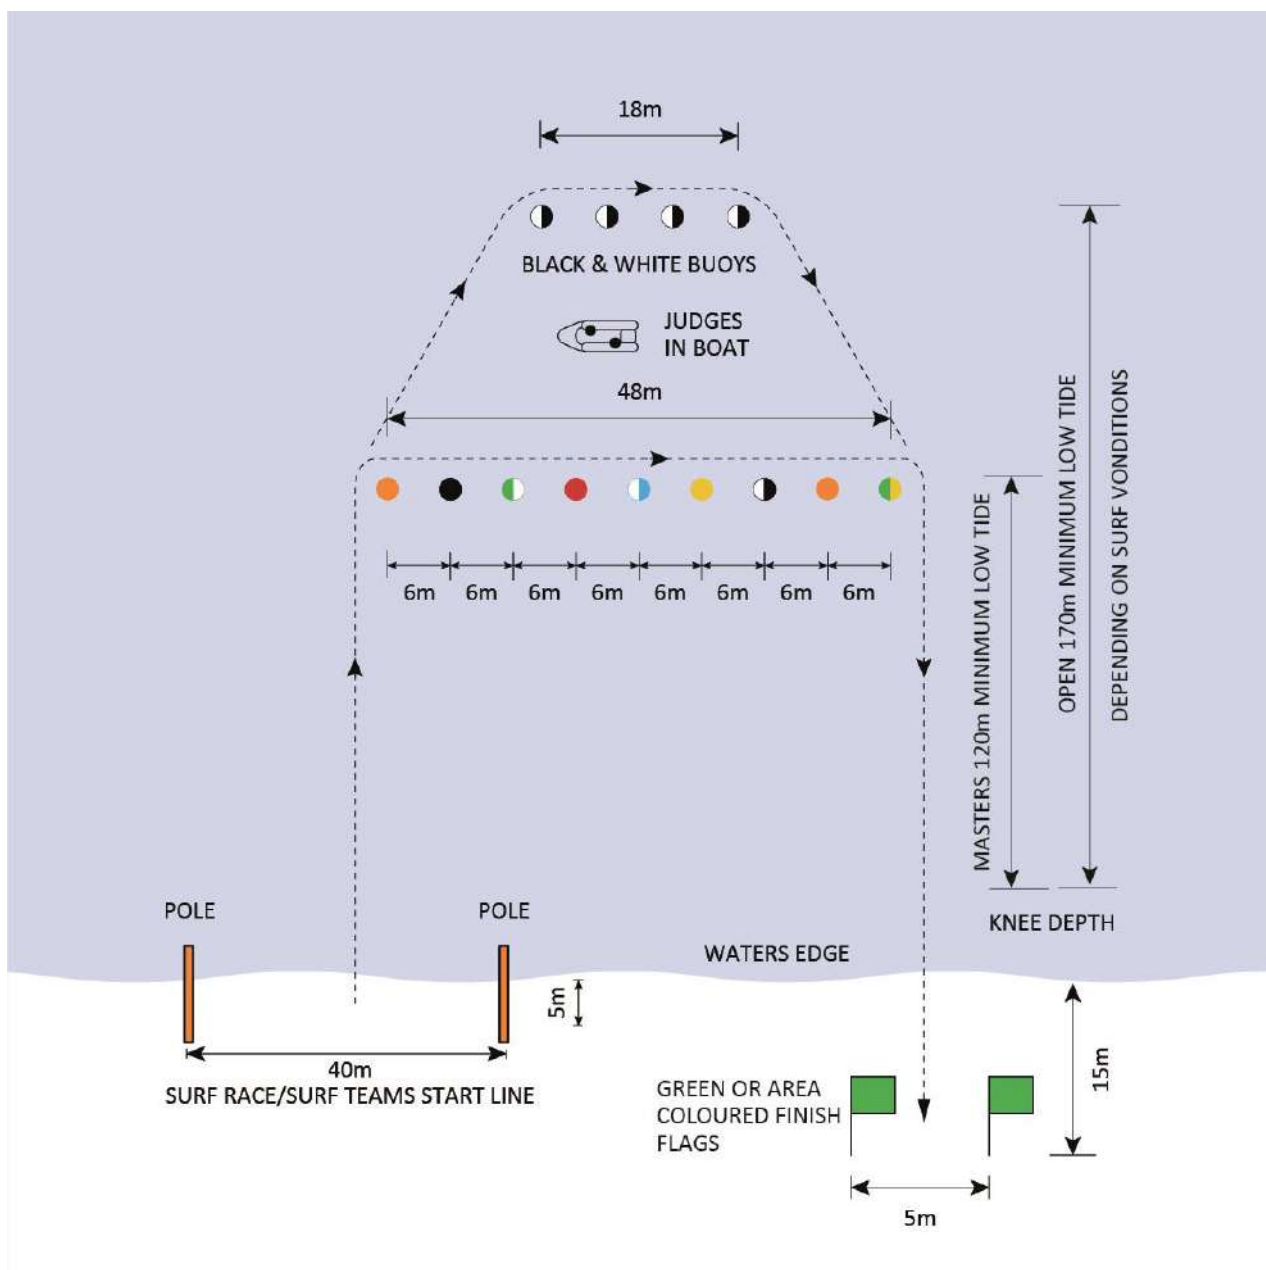 18m
BLACK & WHITE BUOYS
JUDGES
IN BOAT
48m
6m 6m 6m 6m 6m 6m 6m 6m
MASTERS 120m MINIMUM LOW TIDE
OPEN 170m MINIMUM LOW TIDE
DEPENDING ON SURF VONDITIONS
POLE
POLE
KNEE DEPTH
WATERS EDGE
5m
40m
SURF RACE/SURF TEAMS START LINE
GREEN OR AREA
COLOURED FINISH
FLAGS
15m
5m